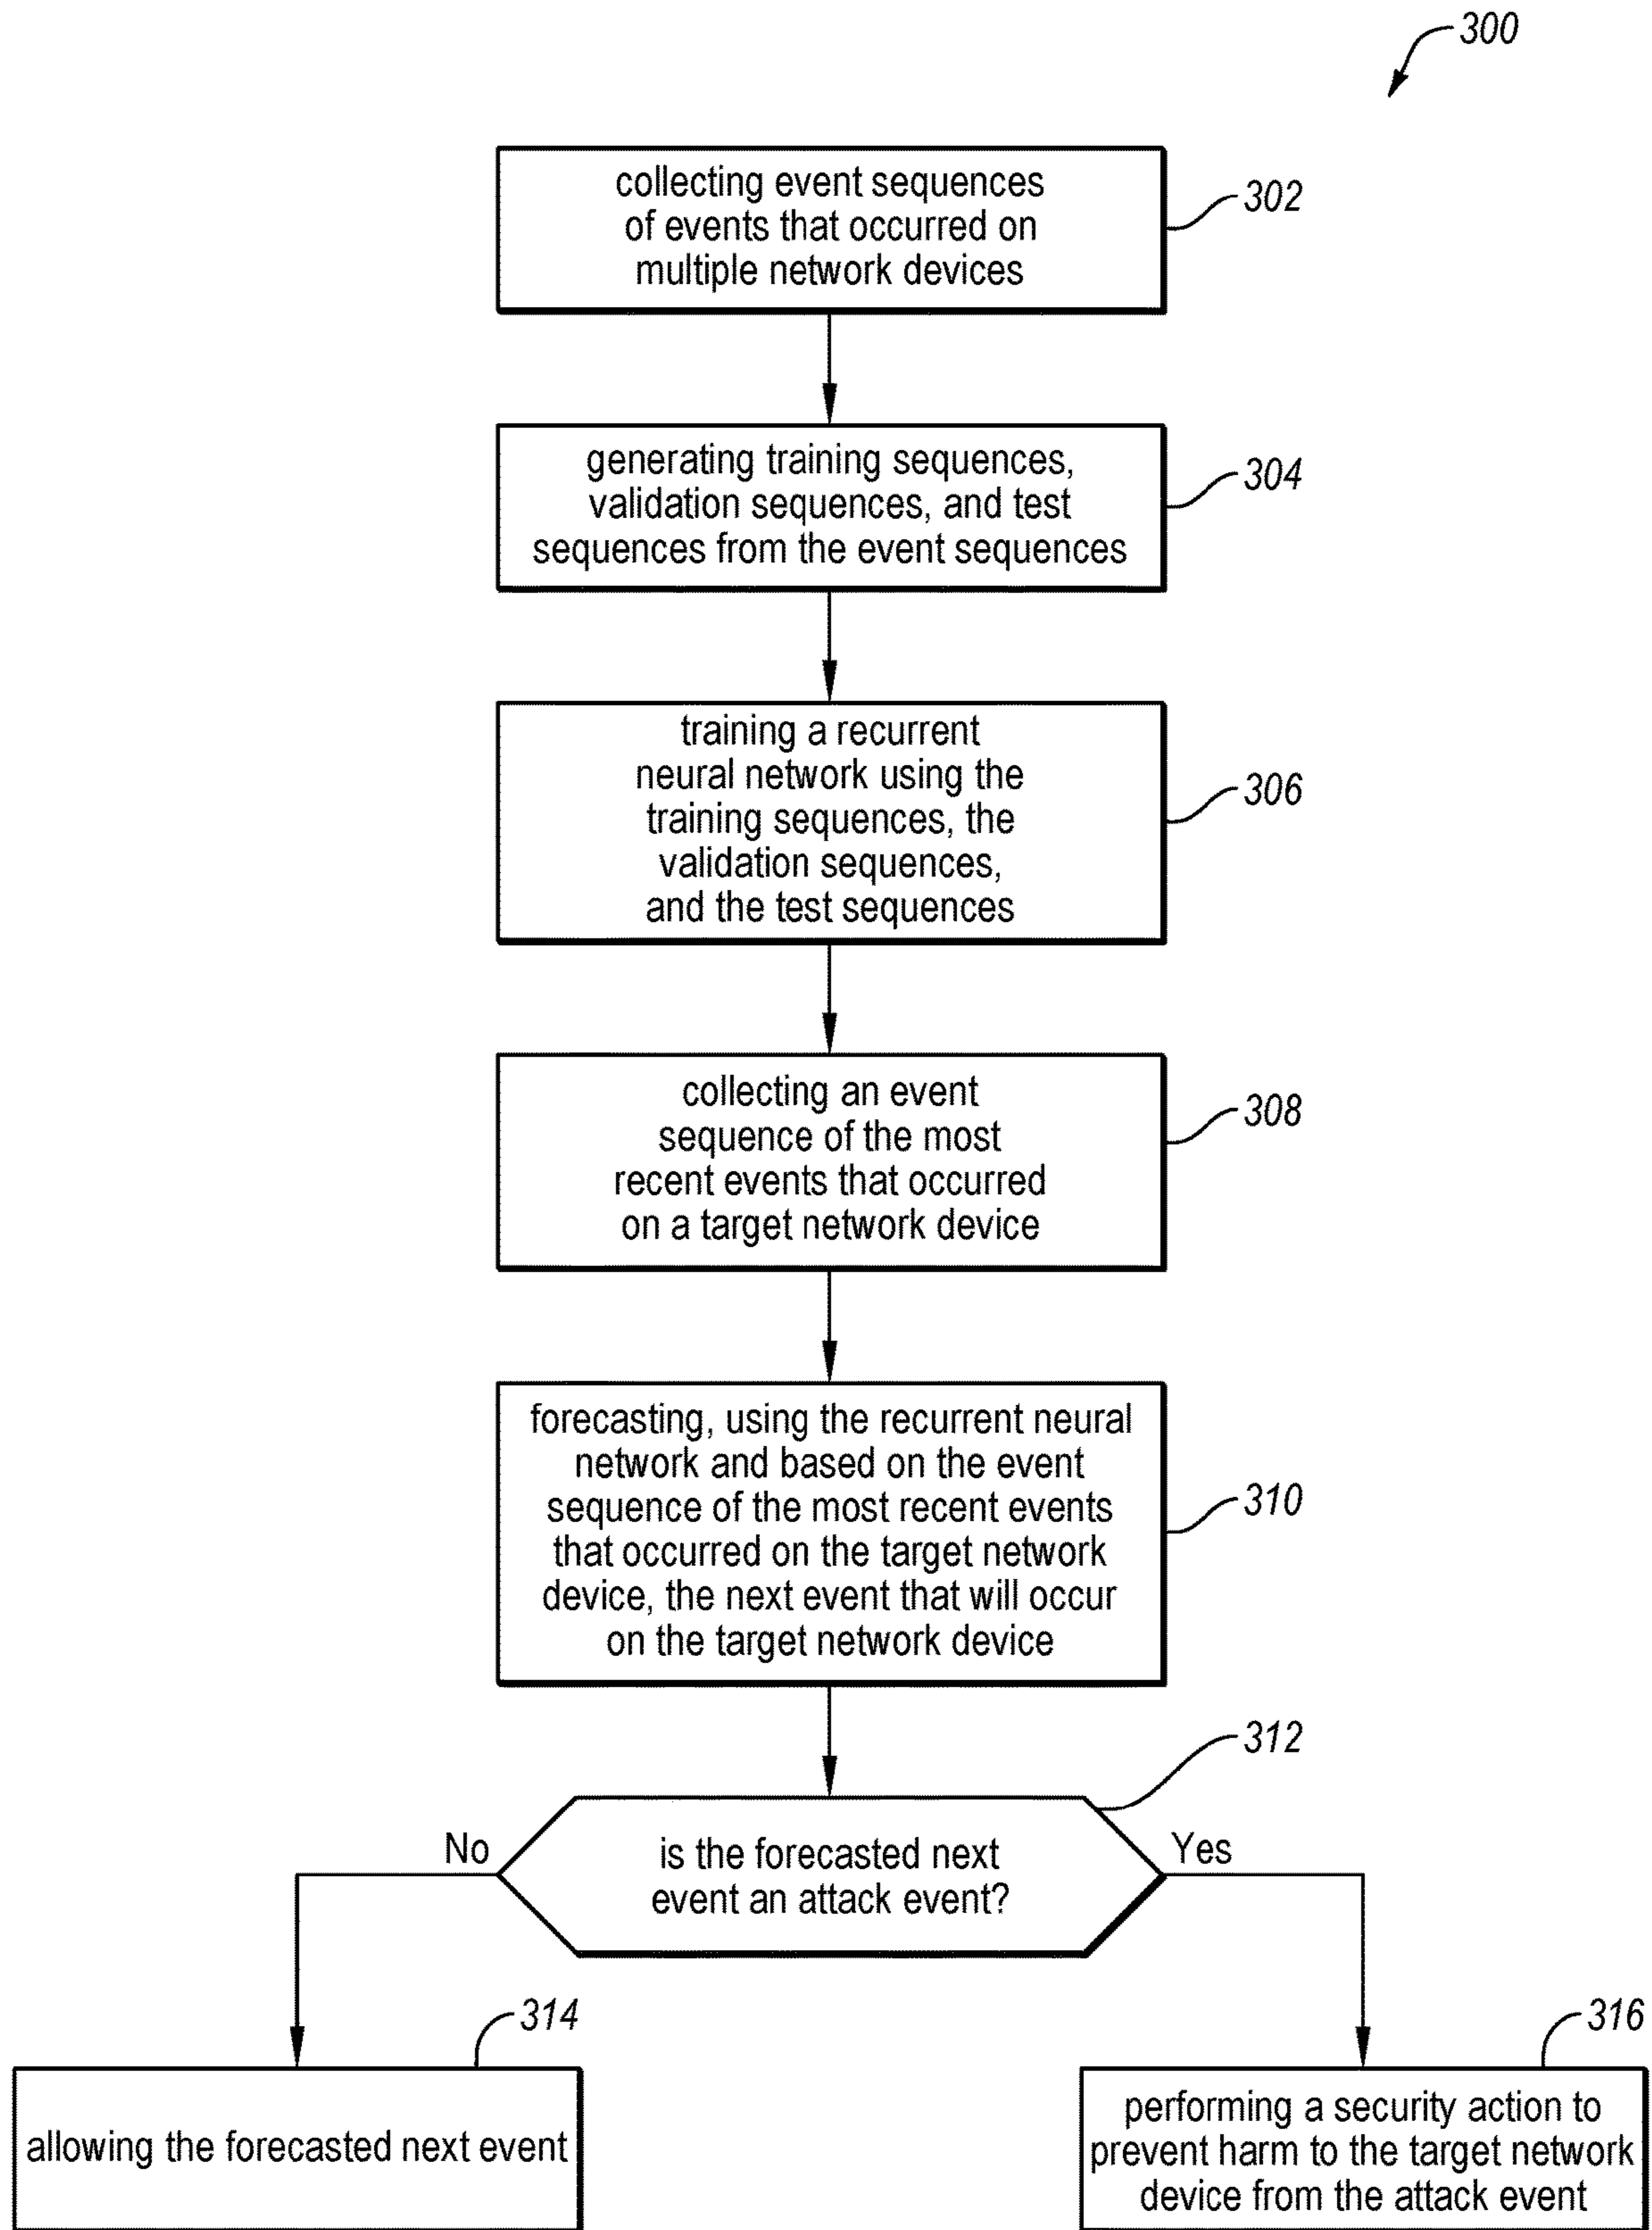 300
collecting event sequences
of events that occurred on
multiple network devices
302
generating training sequences,
validation sequences, and test
sequences from the event sequences
304
training a recurrent
neural network using the
training sequences, the
validation sequences,
and the test sequences
306
collecting an event
sequence of the most
recent events that occurred
on a target network device
308
forecasting, using the recurrent neural
network and based on the event
sequence of the most recent events
that occurred on the target network
device, the next event that will occur
on the target network device
310
312
No
is the forecasted next
event an attack event?
Yes
314
allowing the forecasted next event
316
performing a security action to
prevent harm to the target network
device from the attack event